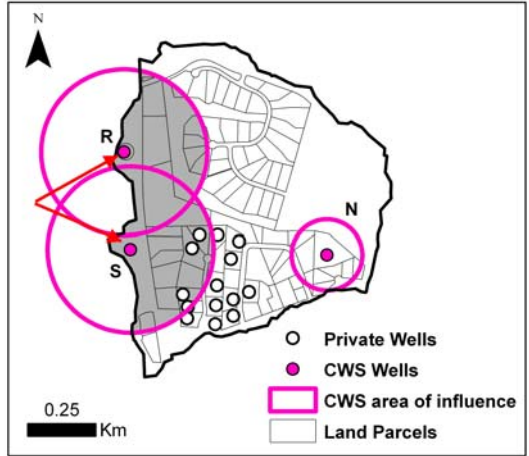 N
R
N
S
Private Wells
CWS Wells
CWS area of influence
Land Parcels
0.25
Km